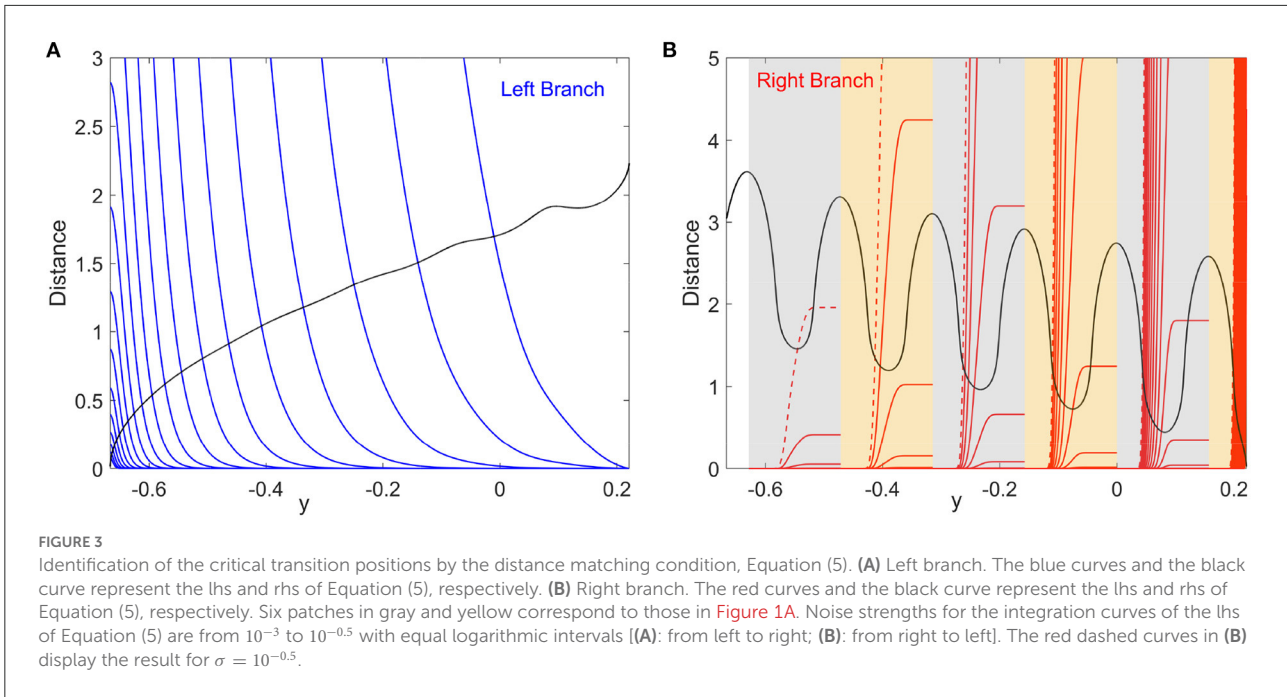 A
Left Branch
Distance
3
2.5
2
1.5
1
0.5
0
-0.6
-0.4
-0.2
0
0.2
y
B
Right Branch
Distance
5
4
3
2
1
0
-0.6
-0.4
-0.2
0
0.2
y
FIGURE 3
Identification of the critical transition positions by the distance matching condition, Equation (5). (A) Left branch. The blue curves and the black
curve represent the lhs and rhs of Equation (5), respectively. (B) Right branch. The red curves and the black curve represent the lhs and rhs of
Equation (5), respectively. Six patches in gray and yellow correspond to those in Figure 1A. Noise strengths for the integration curves of the lhs
of Equation (5) are from 10⁻³ to 10⁻⁰·⁵ with equal logarithmic intervals [(A): from left to right; (B): from right to left]. The red dashed curves in (B)
display the result for σ = 10⁻⁰·⁵.